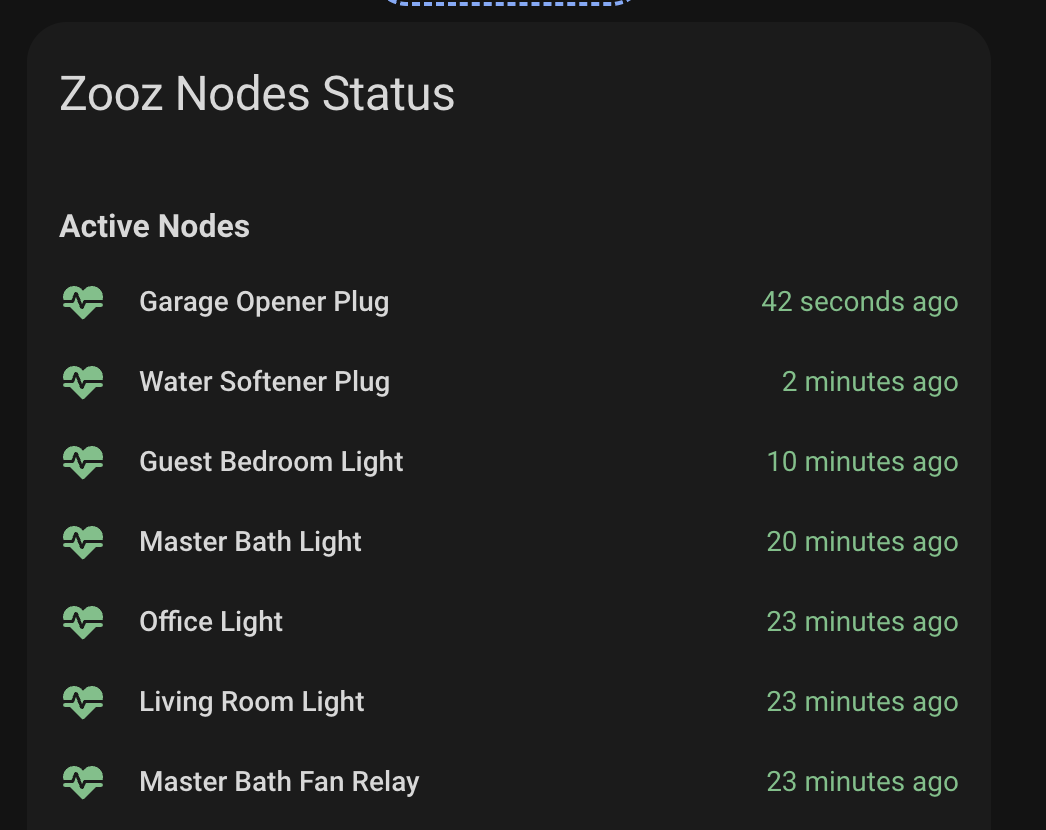 Zooz Nodes Status
Active Nodes
Garage Opener Plug 42 seconds ago
Water Softener Plug 2 minutes ago
Guest Bedroom Light 10 minutes ago
Master Bath Light 20 minutes ago
Office Light 23 minutes ago
Living Room Light 23 minutes ago
Master Bath Fan Relay 23 minutes ago